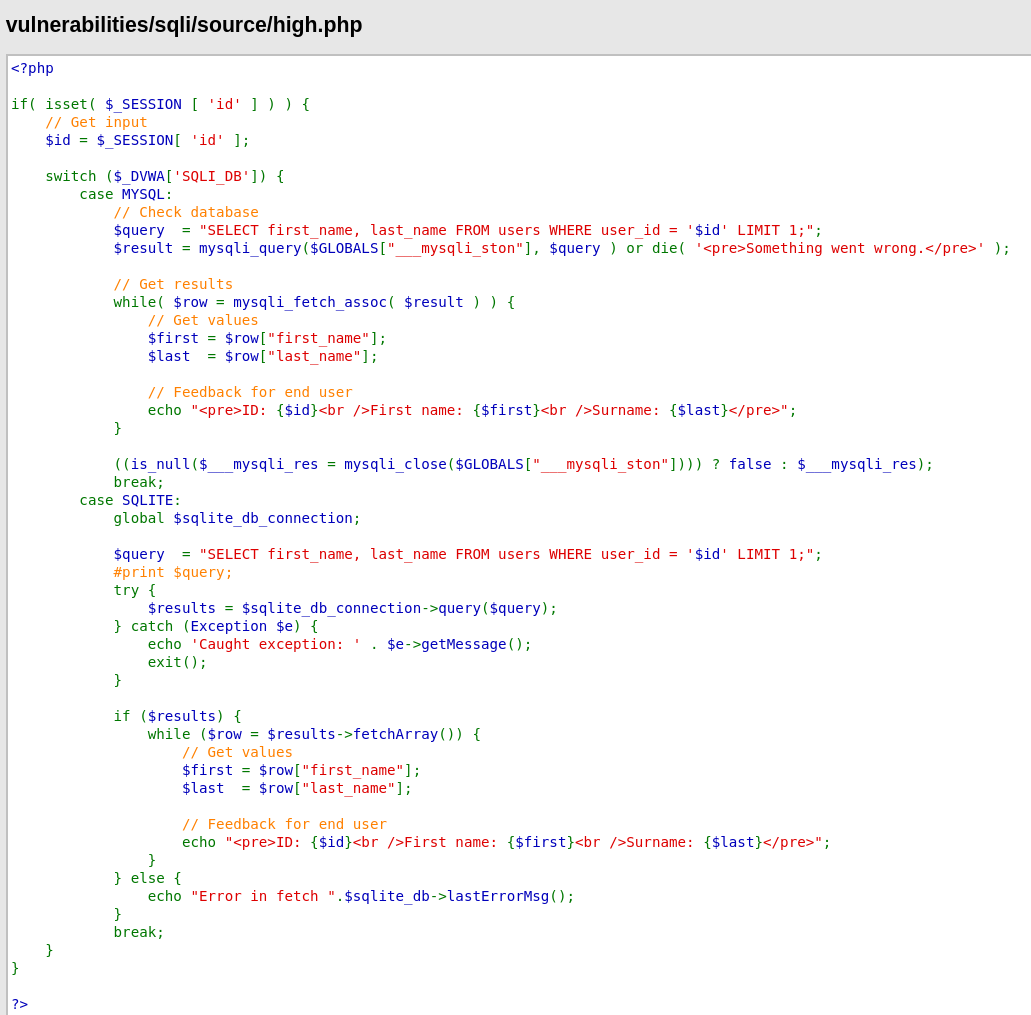 vulnerabilities/sqli/source/high.php
<?php

if( isset( $_SESSION [ 'id' ] ) ) {
    // Get input
    $id = $_SESSION[ 'id' ];

    switch ($_DVWA['SQLI_DB']) {
        case MYSQL:
            // Check database
            $query  = "SELECT first_name, last_name FROM users WHERE user_id = '$id' LIMIT 1;";
            $result = mysqli_query($GLOBALS["___mysqli_ston"], $query ) or die( '<pre>Something went wrong.</pre>' );

            // Get results
            while( $row = mysqli_fetch_assoc( $result ) ) {
                // Get values
                $first = $row["first_name"];
                $last  = $row["last_name"];

                // Feedback for end user
                echo "<pre>ID: {$id}<br />First name: {$first}<br />Surname: {$last}</pre>";
            }

            ((is_null($___mysqli_res = mysqli_close($GLOBALS["___mysqli_ston"]))) ? false : $___mysqli_res);
            break;
        case SQLITE:
            global $sqlite_db_connection;

            $query  = "SELECT first_name, last_name FROM users WHERE user_id = '$id' LIMIT 1;";
            #print $query;
            try {
                $results = $sqlite_db_connection->query($query);
            } catch (Exception $e) {
                echo 'Caught exception: ' . $e->getMessage();
                exit();
            }

            if ($results) {
                while ($row = $results->fetchArray()) {
                    // Get values
                    $first = $row["first_name"];
                    $last  = $row["last_name"];

                    // Feedback for end user
                    echo "<pre>ID: {$id}<br />First name: {$first}<br />Surname: {$last}</pre>";
                }
            } else {
                echo "Error in fetch ".$sqlite_db->lastErrorMsg();
            }
            break;
    }
}

?>